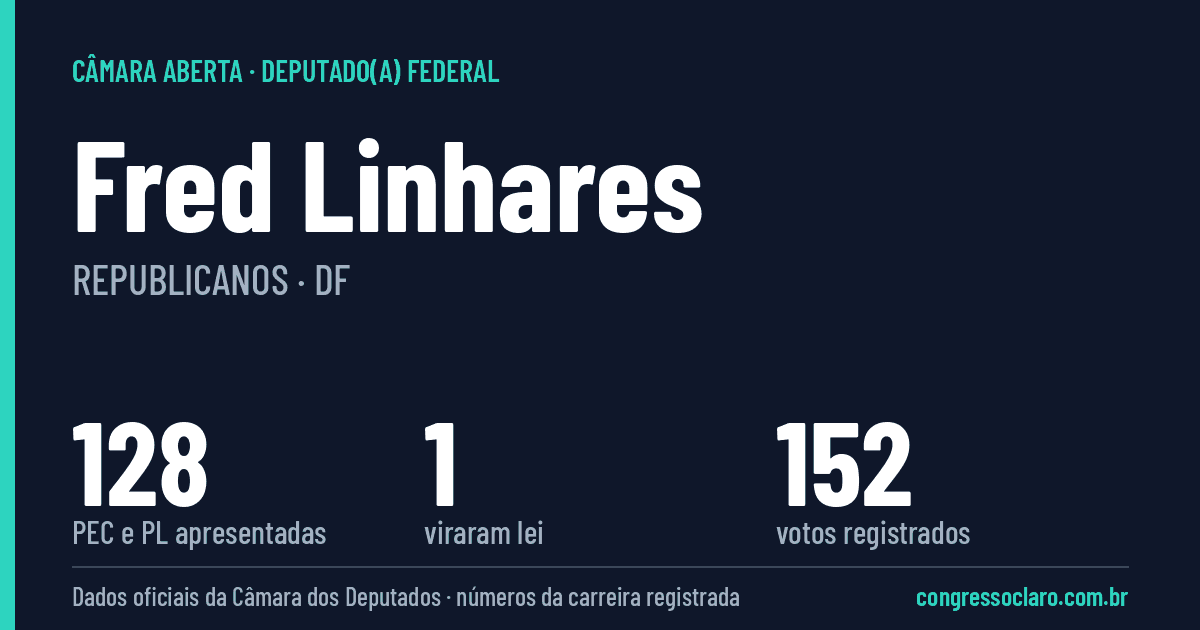 CÂMARA ABERTA · DEPUTADO(A) FEDERAL
Fred Linhares
REPUBLICANOS · DF
128 1 152
PEC e PL apresentadas viraram lei votos registrados
Dados oficiais da Câmara dos Deputados · números da carreira registrada congressoclaro.com.br